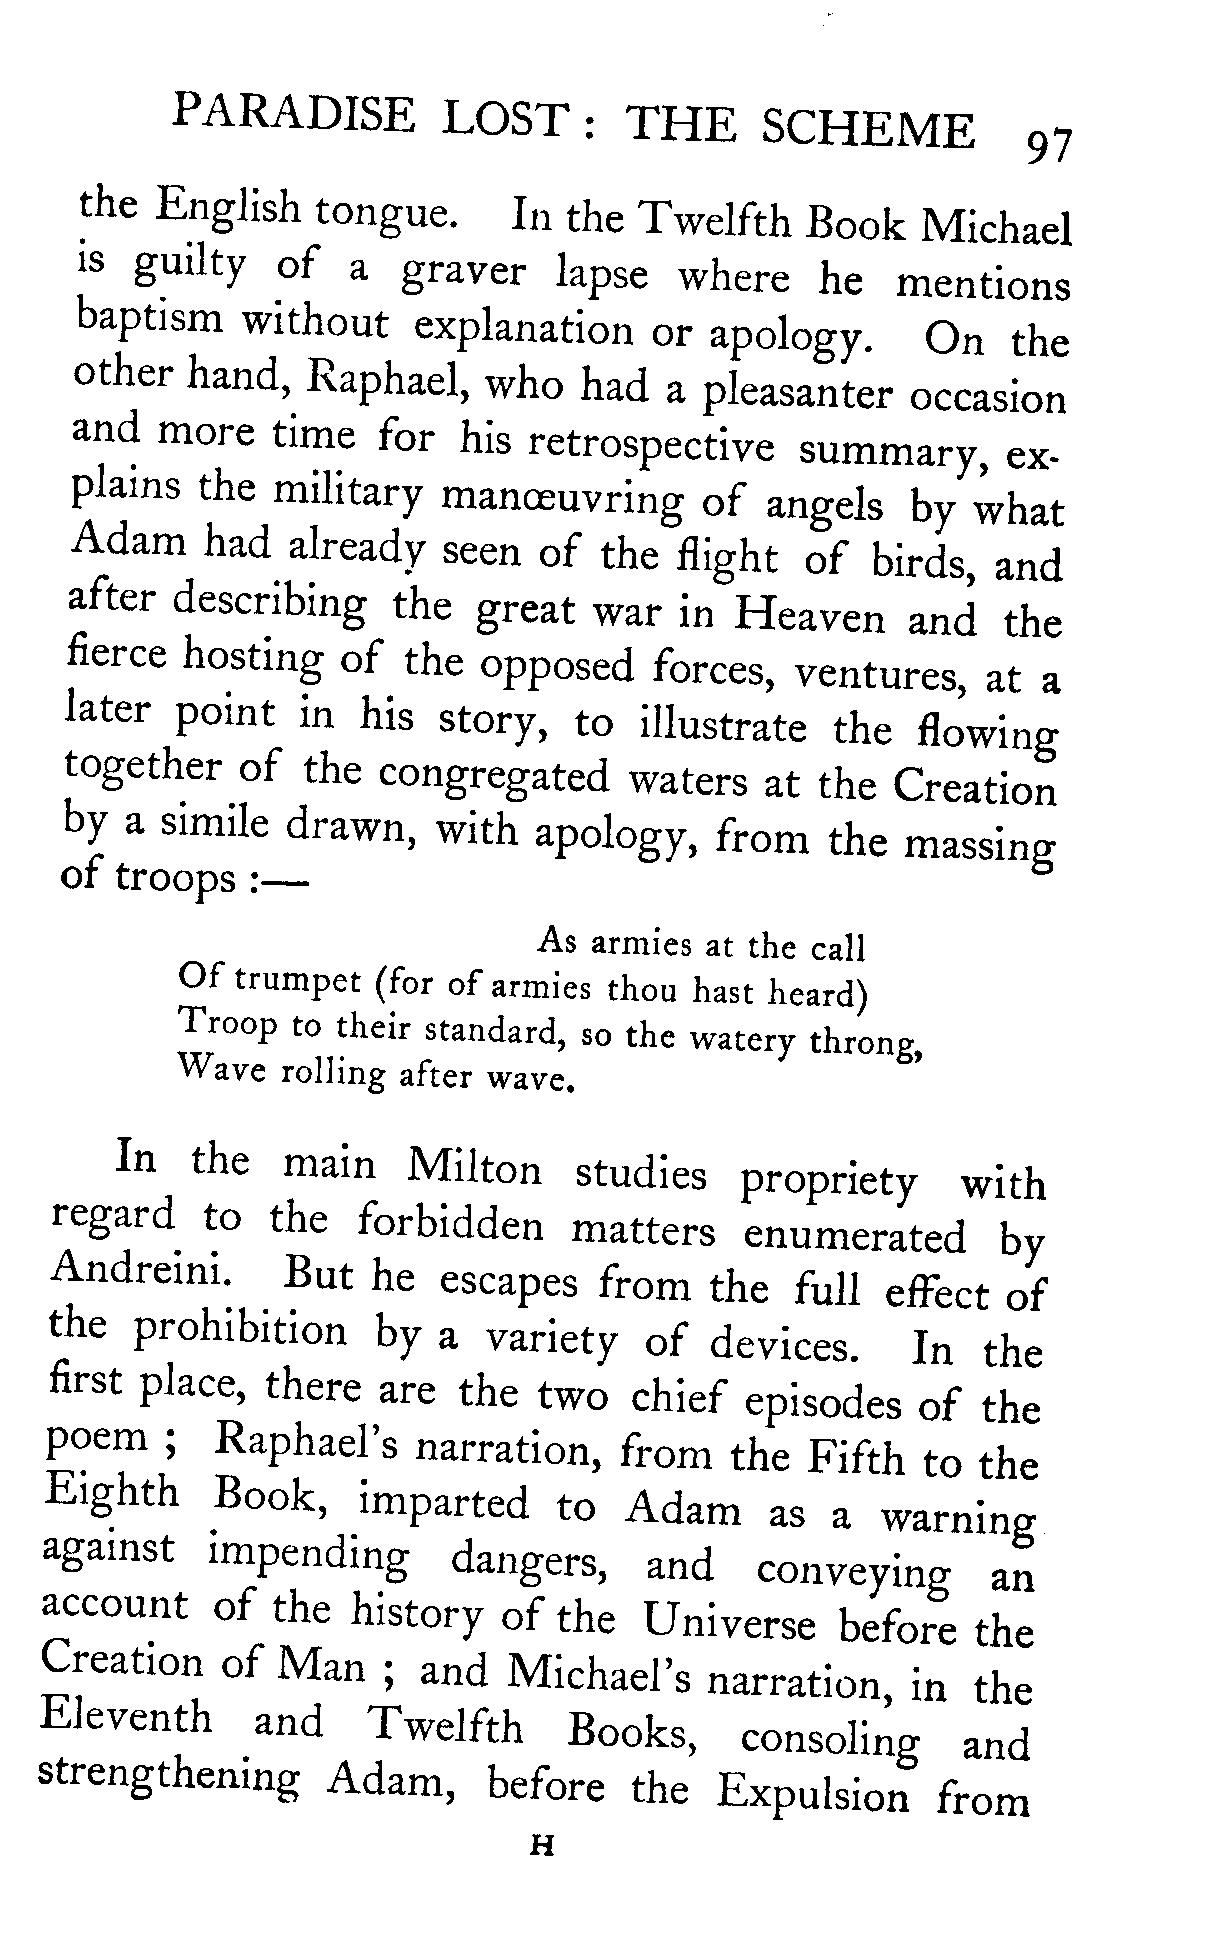 PARADISE LOST: THE SCHEME 97
the English tongue. In the Twelfth Book Michael
is guilty of a graver lapse where he mentions
baptism without explanation or apology. On the
other hand, Raphael, who had a pleasanter occasion
and more time for his retrospective summary, ex-
plains the military manœuvring of angels by what
Adam had already seen of the flight of birds, and
after describing the great war in Heaven and the
fierce hosting of the opposed forces, ventures, at a
later point in his story, to illustrate the flowing
together of the congregated waters at the Creation
by a simile drawn, with apology, from the massing
of troops :—
As armies at the call
Of trumpet (for of armies thou hast heard)
Troop to their standard, so the watery throng,
Wave rolling after wave.
In the main Milton studies propriety with
regard to the forbidden matters enumerated by
Andreini. But he escapes from the full effect of
the prohibition by a variety of devices. In the
first place, there are the two chief episodes of the
poem ; Raphael's narration, from the Fifth to the
Eighth Book, imparted to Adam as a warning
against impending dangers, and conveying an
account of the history of the Universe before the
Creation of Man ; and Michael's narration, in the
Eleventh and Twelfth Books, consoling and
strengthening Adam, before the Expulsion from
H